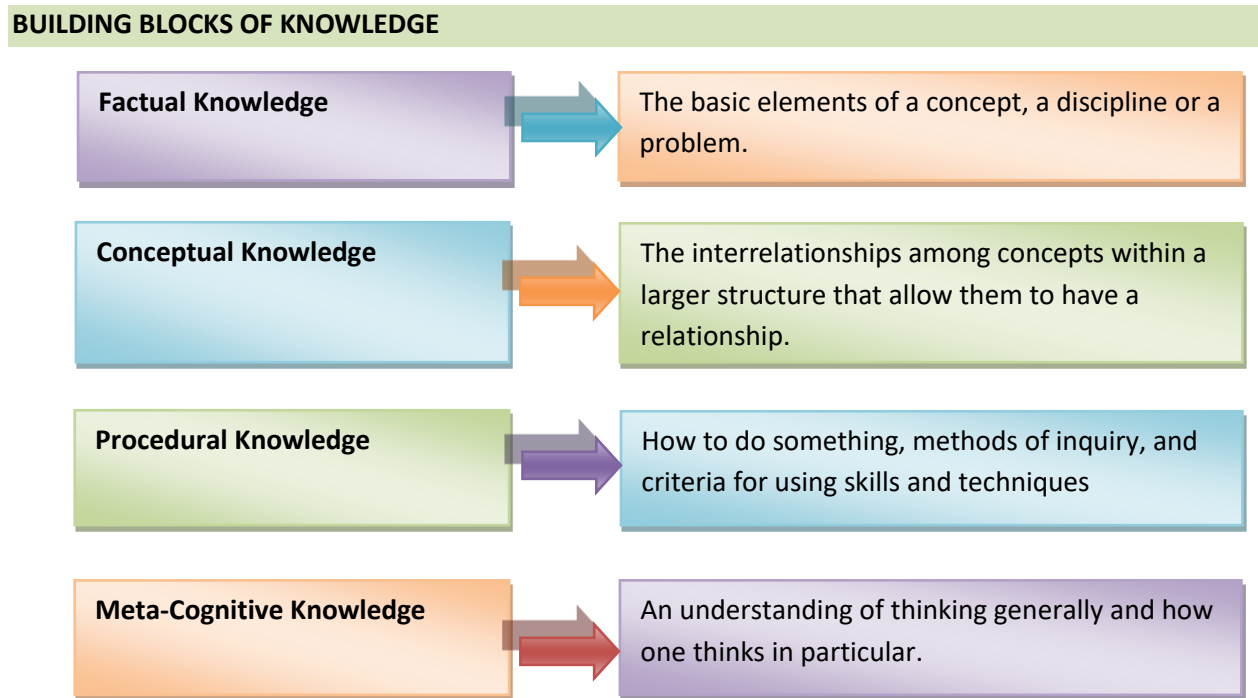 BUILDING BLOCKS OF KNOWLEDGE
Factual Knowledge
The basic elements of a concept, a discipline or a
problem.
Conceptual Knowledge
The interrelationships among concepts within a
larger structure that allow them to have a
relationship.
Procedural Knowledge
How to do something, methods of inquiry, and
criteria for using skills and techniques
Meta-Cognitive Knowledge
An understanding of thinking generally and how
one thinks in particular.